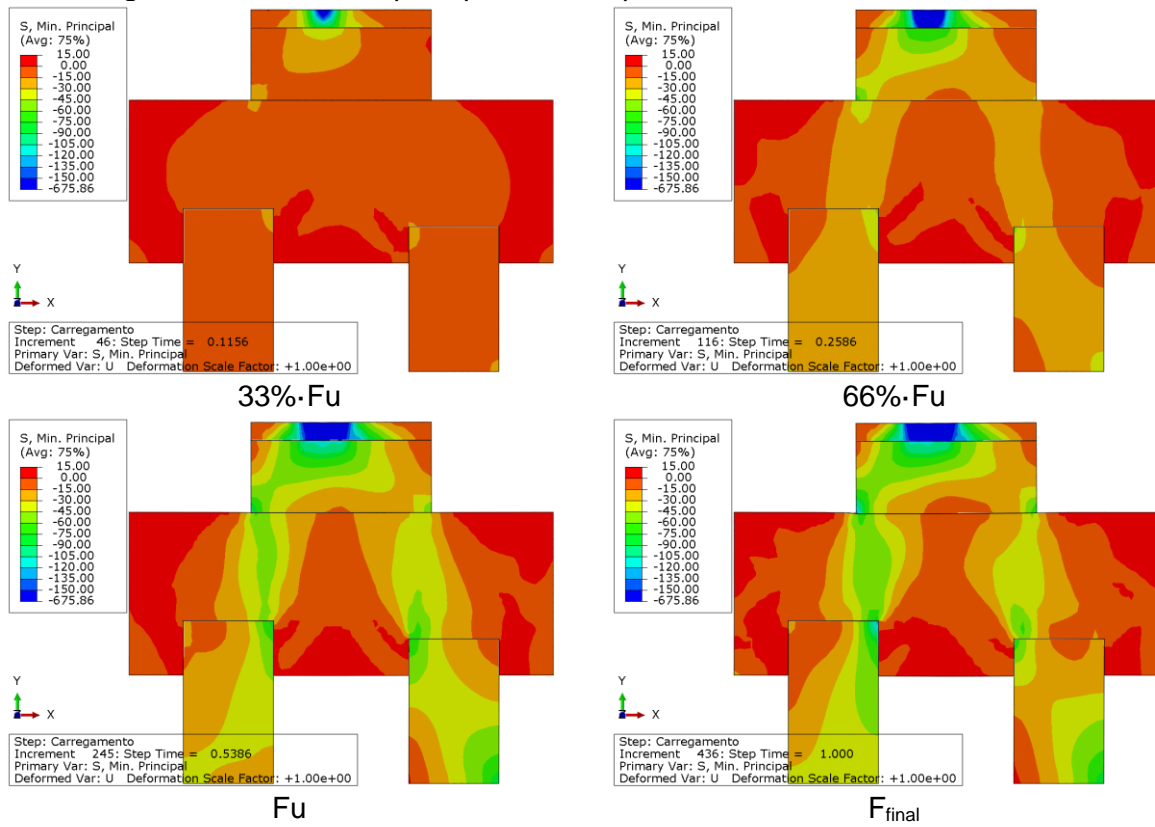 S, Min. Principal
(Avg: 75%)
15.00
0.00
-15.00
-30.00
-45.00
-60.00
-75.00
-90.00
-105.00
-120.00
-135.00
-150.00
-675.86
Y
Z
X
Step: Carregamento
Increment 46: Step Time = 0.1156
Primary Var: S, Min. Principal
Deformed Var: U Deformation Scale Factor: +1.00e+00
33%·Fu
S, Min. Principal
(Avg: 75%)
15.00
0.00
-15.00
-30.00
-45.00
-60.00
-75.00
-90.00
-105.00
-120.00
-135.00
-150.00
-675.86
Y
Z
X
Step: Carregamento
Increment 116: Step Time = 0.2586
Primary Var: S, Min. Principal
Deformed Var: U Deformation Scale Factor: +1.00e+00
66%·Fu
S, Min. Principal
(Avg: 75%)
15.00
0.00
-15.00
-30.00
-45.00
-60.00
-75.00
-90.00
-105.00
-120.00
-135.00
-150.00
-675.86
Y
Z
X
Step: Carregamento
Increment 245: Step Time = 0.5386
Primary Var: S, Min. Principal
Deformed Var: U Deformation Scale Factor: +1.00e+00
Fu
S, Min. Principal
(Avg: 75%)
15.00
0.00
-15.00
-30.00
-45.00
-60.00
-75.00
-90.00
-105.00
-120.00
-135.00
-150.00
-675.86
Y
Z
X
Step: Carregamento
Increment 436: Step Time = 1.000
Primary Var: S, Min. Principal
Deformed Var: U Deformation Scale Factor: +1.00e+00
Ffinal